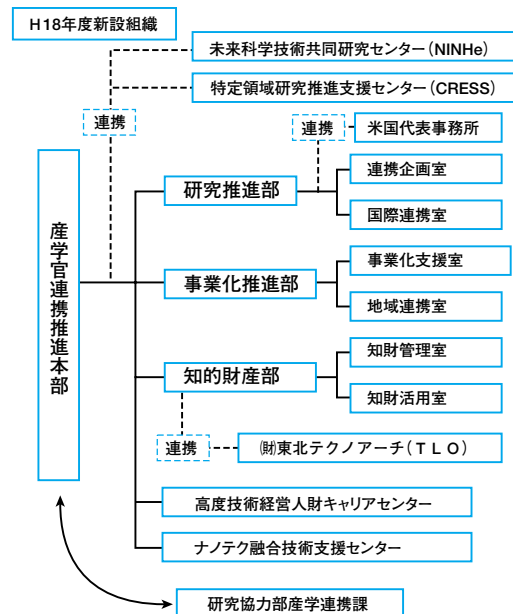 H18年度新設組織
未来科学技術共同研究センター(NINHe)
特定領域研究推進支援センター(CRESS)
連携
連携
米国代表事務所
産学官連携推進本部
研究推進部
連携企画室
国際連携室
事業化推進部
事業化支援室
地域連携室
知的財産部
知財管理室
知財活用室
連携
㈶東北テクノアーチ(TLO)
高度技術経営人財キャリアセンター
ナノテク融合技術支援センター
研究協力部産学連携課